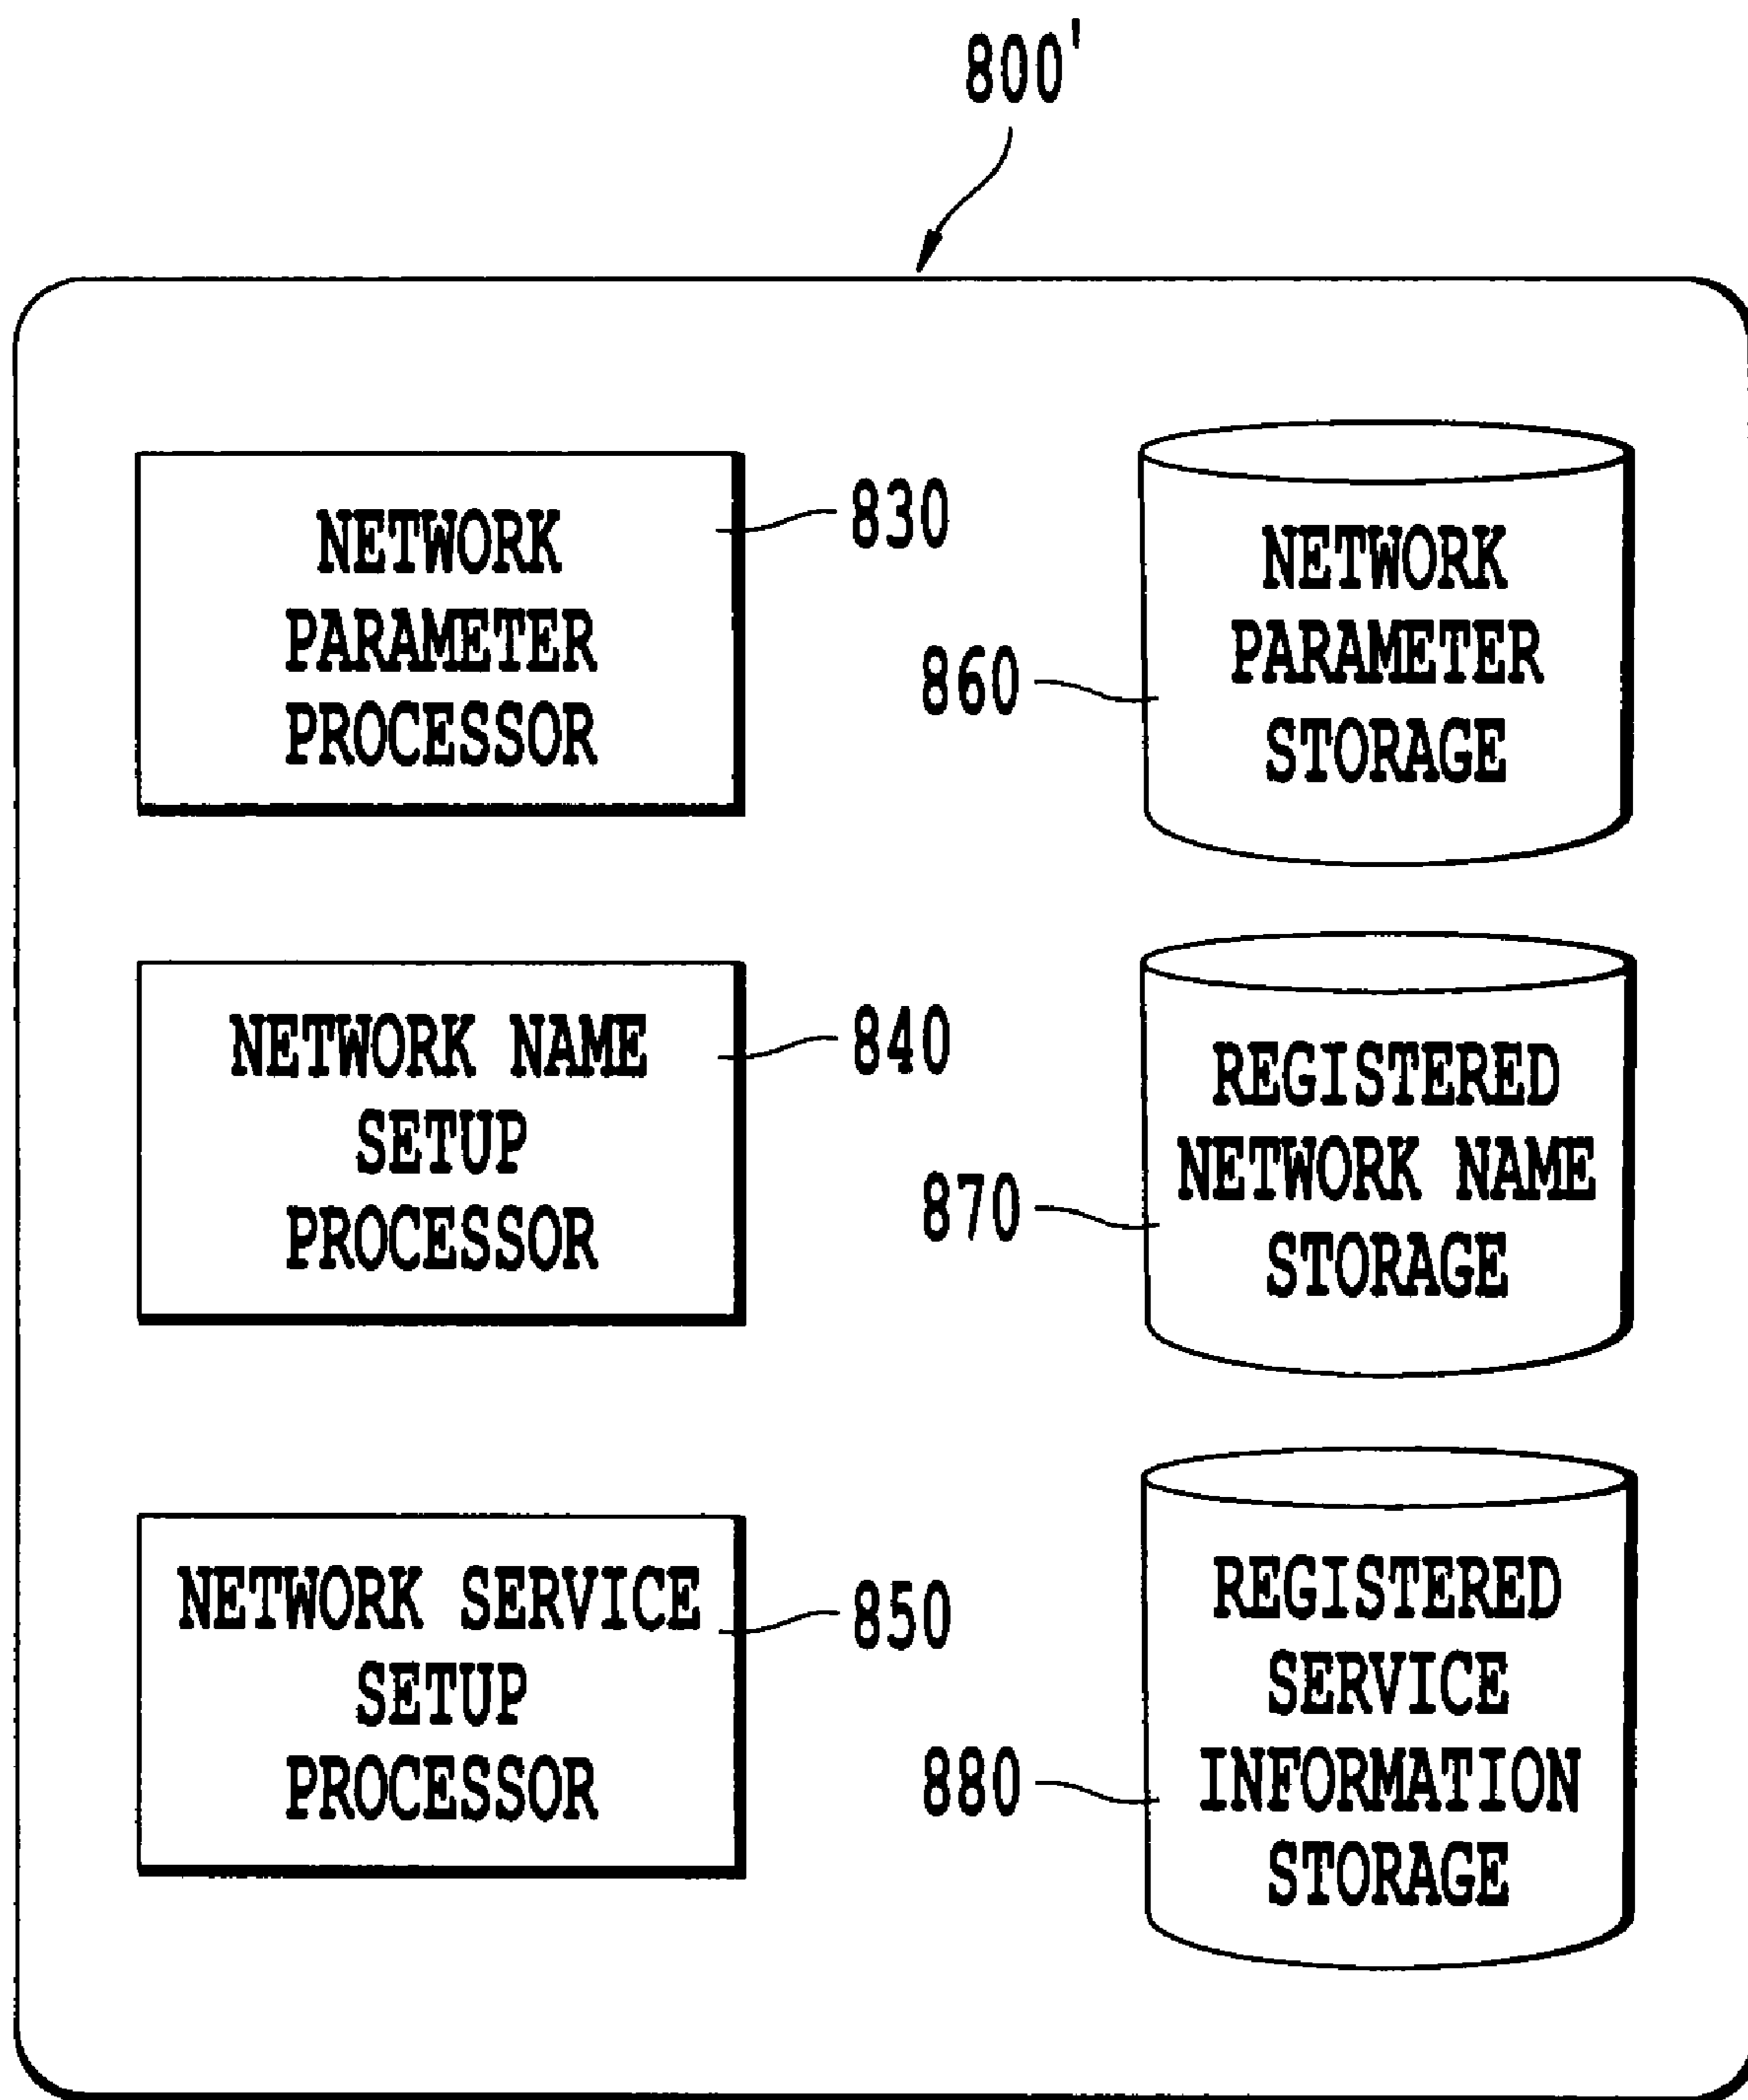 800'
NETWORK
PARAMETER
PROCESSOR
830
860
NETWORK
PARAMETER
STORAGE
NETWORK NAME
SETUP
PROCESSOR
840
870
REGISTERED
NETWORK NAME
STORAGE
NETWORK SERVICE
SETUP
PROCESSOR
850
880
REGISTERED
SERVICE
INFORMATION
STORAGE